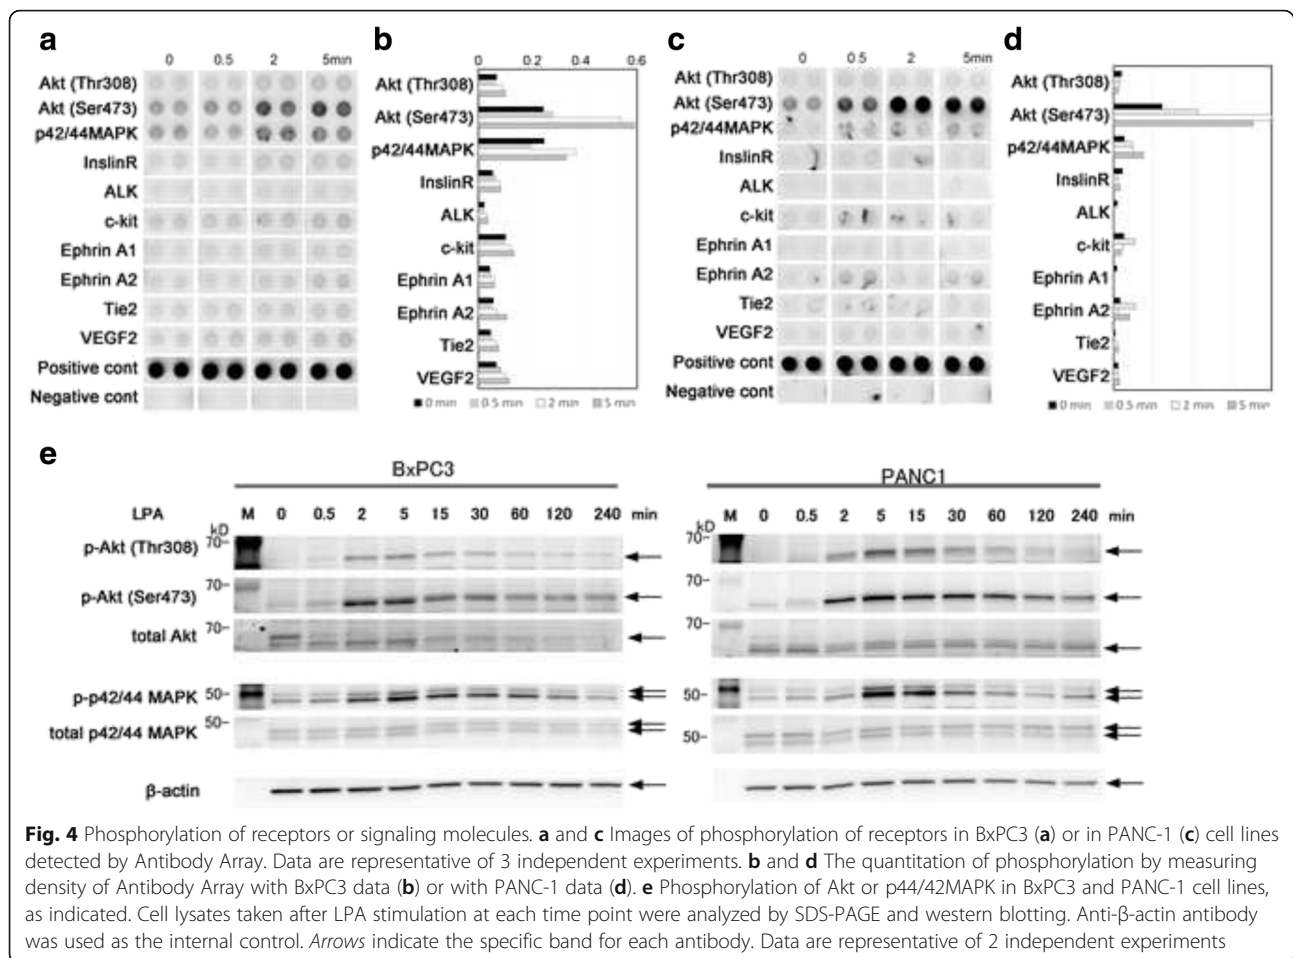 a
0 0.5 2 5min
Akt (Thr308)
Akt (Ser473)
p42/44MAPK
InslinR
ALK
c-kit
Ephrin A1
Ephrin A2
Tie2
VEGF2
Positive cont
Negative cont
b
0 0.2 0.4 0.6
Akt (Thr308)
Akt (Ser473)
p42/44MAPK
InslinR
ALK
c-kit
Ephrin A1
Ephrin A2
Tie2
VEGF2
0 min 0.5 min 2 min 5 min
c
0 0.5 2 5min
Akt (Thr308)
Akt (Ser473)
p42/44MAPK
InslinR
ALK
c-kit
Ephrin A1
Ephrin A2
Tie2
VEGF2
Positive cont
Negative cont
d
Akt (Thr308)
Akt (Ser473)
p42/44MAPK
InslinR
ALK
c-kit
Ephrin A1
Ephrin A2
Tie2
VEGF2
0 min 0.5 min 2 min 5 min
e
BxPC3
LPA M 0 0.5 2 5 15 30 60 120 240 min
kD
p-Akt (Thr308) 70-
p-Akt (Ser473) 70-
total Akt 70-
p-p42/44 MAPK 50-
total p42/44 MAPK 50-
β-actin
PANC1
M 0 0.5 2 5 15 30 60 120 240 min
kD
70-
70-
70-
50-
50-
Fig. 4 Phosphorylation of receptors or signaling molecules. a and c Images of phosphorylation of receptors in BxPC3 (a) or in PANC-1 (c) cell lines
detected by Antibody Array. Data are representative of 3 independent experiments. b and d The quantitation of phosphorylation by measuring
density of Antibody Array with BxPC3 data (b) or with PANC-1 data (d). e Phosphorylation of Akt or p44/42MAPK in BxPC3 and PANC-1 cell lines,
as indicated. Cell lysates taken after LPA stimulation at each time point were analyzed by SDS-PAGE and western blotting. Anti-β-actin antibody
was used as the internal control. Arrows indicate the specific band for each antibody. Data are representative of 2 independent experiments